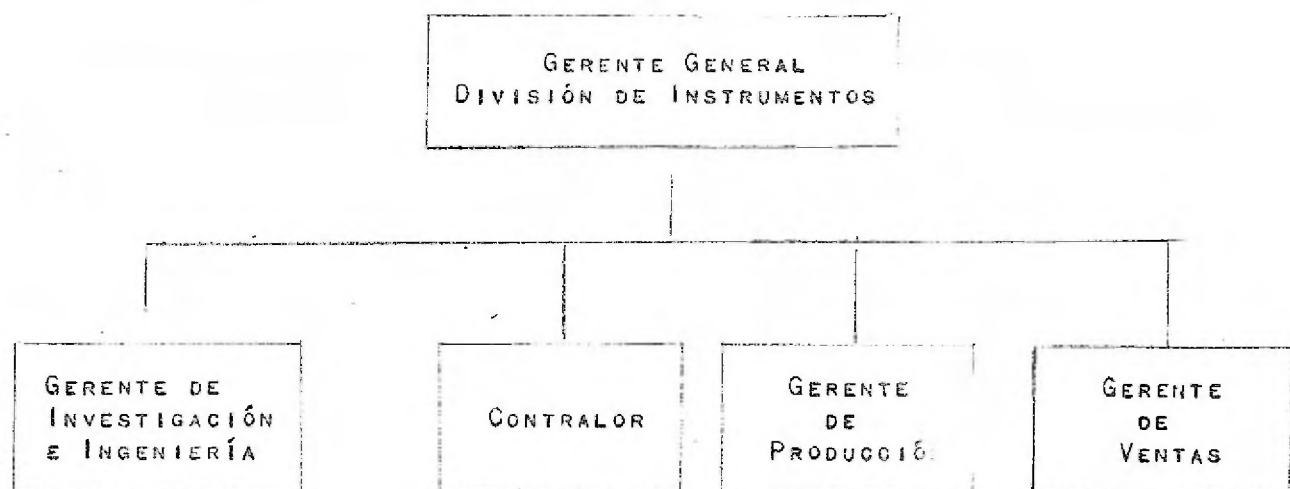 GERENTE GENERAL
DIVISIÓN DE INSTRUMENTOS
GERENTE DE
INVESTIGACIÓN
E INGENIERÍA
CONTRALOR
GERENTE
DE
PRODUCCIÓ
GERENTE
DE
VENTAS